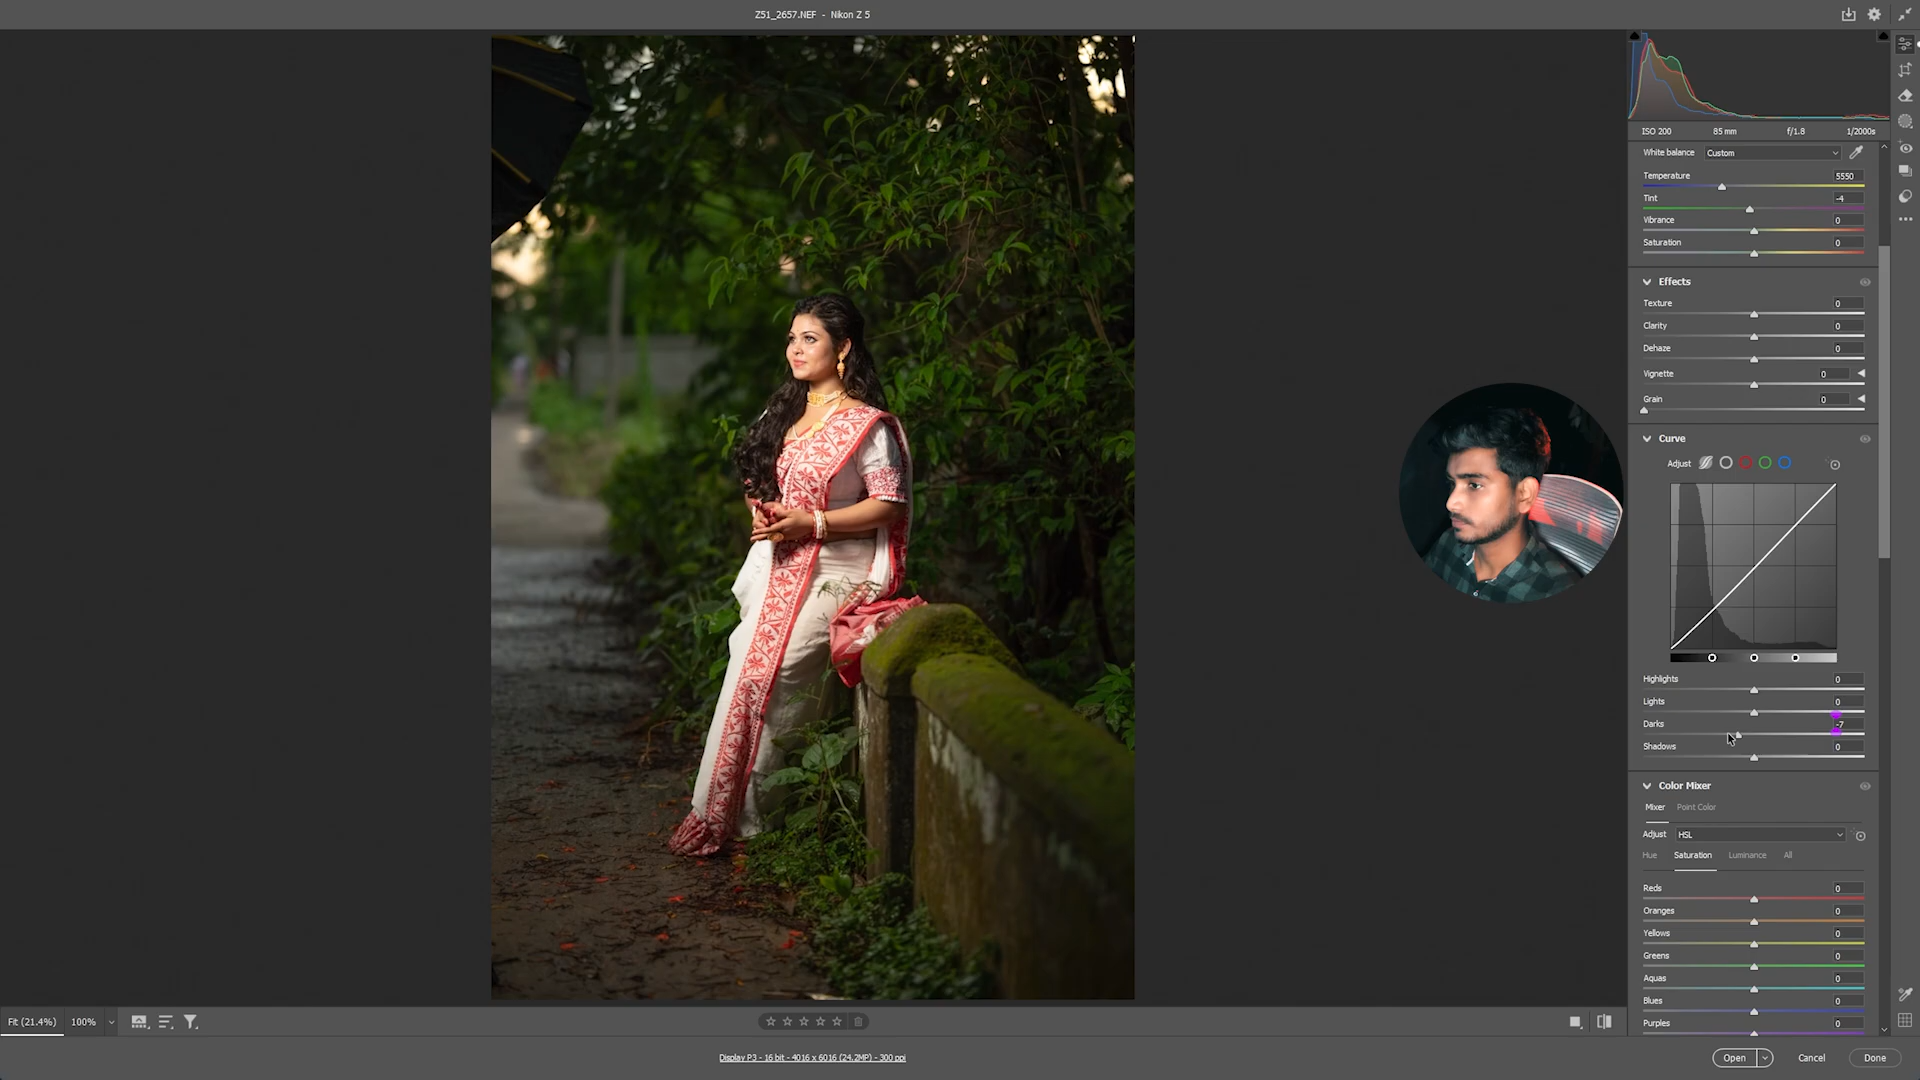 Z51_2657.NEF - Nikon Z 5
ISO 200 85 mm f/1.8 1/2000s
White balance Custom
Temperature 5550
Tint -4
Vibrance 0
Saturation 0
Effects
Texture 0
Clarity 0
Dehaze 0
Vignette 0
Grain 0
Curve
Adjust
Highlights 0
Lights 0
Darks -7
Shadows 0
Color Mixer
Mixer Point Color
Adjust HSL
Hue Saturation Luminance All
Reds 0
Oranges 0
Yellows 0
Greens 0
Aquas 0
Blues 0
Purples 0
Fit (21.4%) 100%
Display P3 - 16 bit - 4016 x 6016 (24.2MP) - 300 ppi
Open Cancel Done